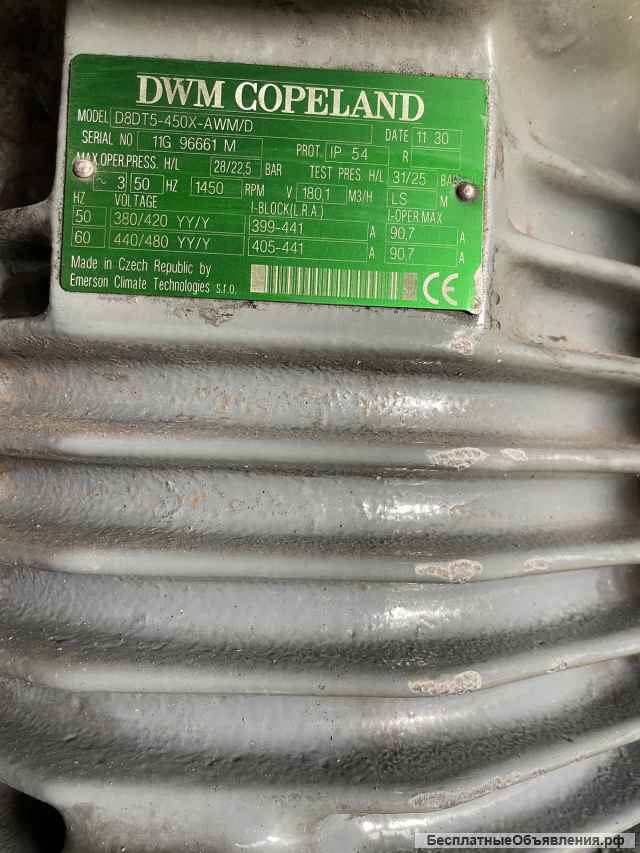 DWM COPELAND
MODEL D8DT5-450X-AWM/D DATE 11 30
SERIAL NO 11G 96661 M PROT. IP 54 R
MAX.OPER.PRESS. H/L 28/22,5 BAR TEST PRES. H/L 31/25 BAR
~ 3 50 HZ 1450 RPM V 180,1 M3/H LS M
HZ VOLTAGE I-BLOCK(L.R.A.) I-OPER.MAX
50 380/420 YY/Y 399-441 A 90,7 A
60 440/480 YY/Y 405-441 A 90,7 A
Made in Czech Republic by
Emerson Climate Technologies s.r.o. CE
БесплатныеОбъявления.рф